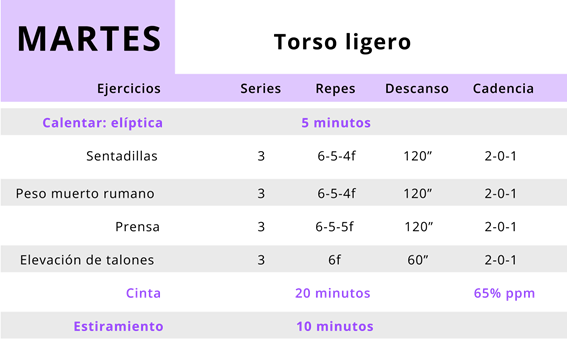 MARTES
Torso ligero
Ejercicios Series Repes Descanso Cadencia
Calentar: elíptica 5 minutos
Sentadillas 3 6-5-4f 120” 2-0-1
Peso muerto rumano 3 6-5-4f 120” 2-0-1
Prensa 3 6-5-5f 120” 2-0-1
Elevación de talones 3 6f 60” 2-0-1
Cinta 20 minutos 65% ppm
Estiramiento 10 minutos